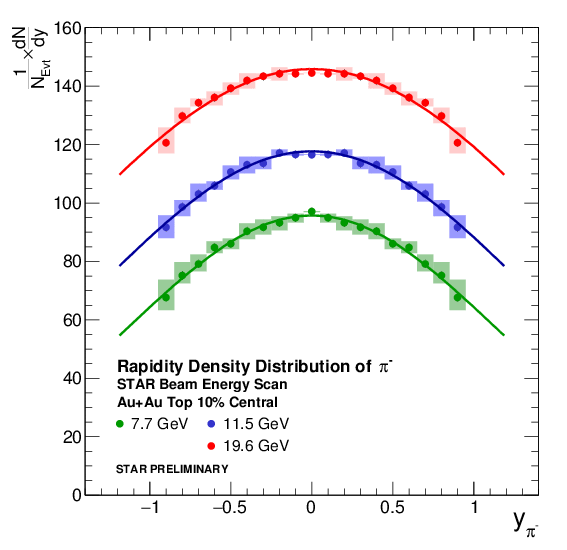 1/N_Evt × dN/dy
160
140
120
100
80
60
40
20
0
Rapidity Density Distribution of π⁻
STAR Beam Energy Scan
Au+Au Top 10% Central
7.7 GeV 11.5 GeV
19.6 GeV
STAR PRELIMINARY
−1 −0.5 0 0.5 1
y_π⁻